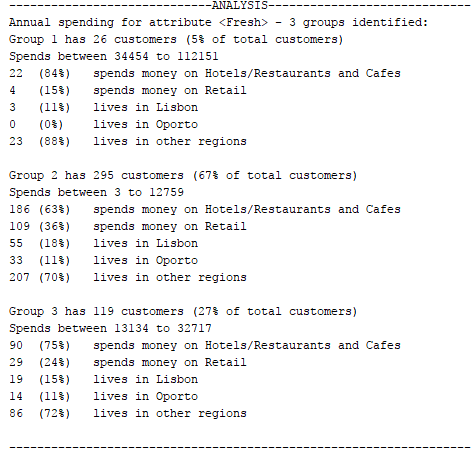 -----------------------------ANALYSIS-----------------------------
Annual spending for attribute <Fresh> - 3 groups identified:
Group 1 has 26 customers (5% of total customers)
Spends between 34454 to 112151
22  (84%)   spends money on Hotels/Restaurants and Cafes
4   (15%)   spends money on Retail
3   (11%)   lives in Lisbon
0   (0%)    lives in Oporto
23  (88%)   lives in other regions

Group 2 has 295 customers (67% of total customers)
Spends between 3 to 12759
186 (63%)   spends money on Hotels/Restaurants and Cafes
109 (36%)   spends money on Retail
55  (18%)   lives in Lisbon
33  (11%)   lives in Oporto
207 (70%)   lives in other regions

Group 3 has 119 customers (27% of total customers)
Spends between 13134 to 32717
90  (75%)   spends money on Hotels/Restaurants and Cafes
29  (24%)   spends money on Retail
19  (15%)   lives in Lisbon
14  (11%)   lives in Oporto
86  (72%)   lives in other regions

------------------------------------------------------------------